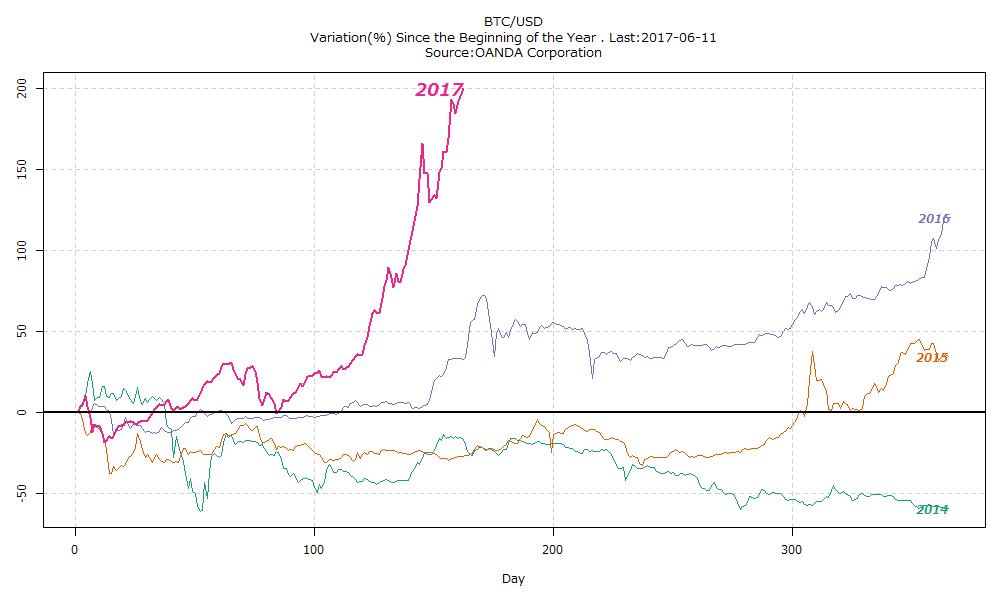 BTC/USD
Variation(%) Since the Beginning of the Year . Last:2017-06-11
Source:OANDA Corporation
200
150
100
50
0
-50
2017
2016
2015
2014
0 100 200 300
Day